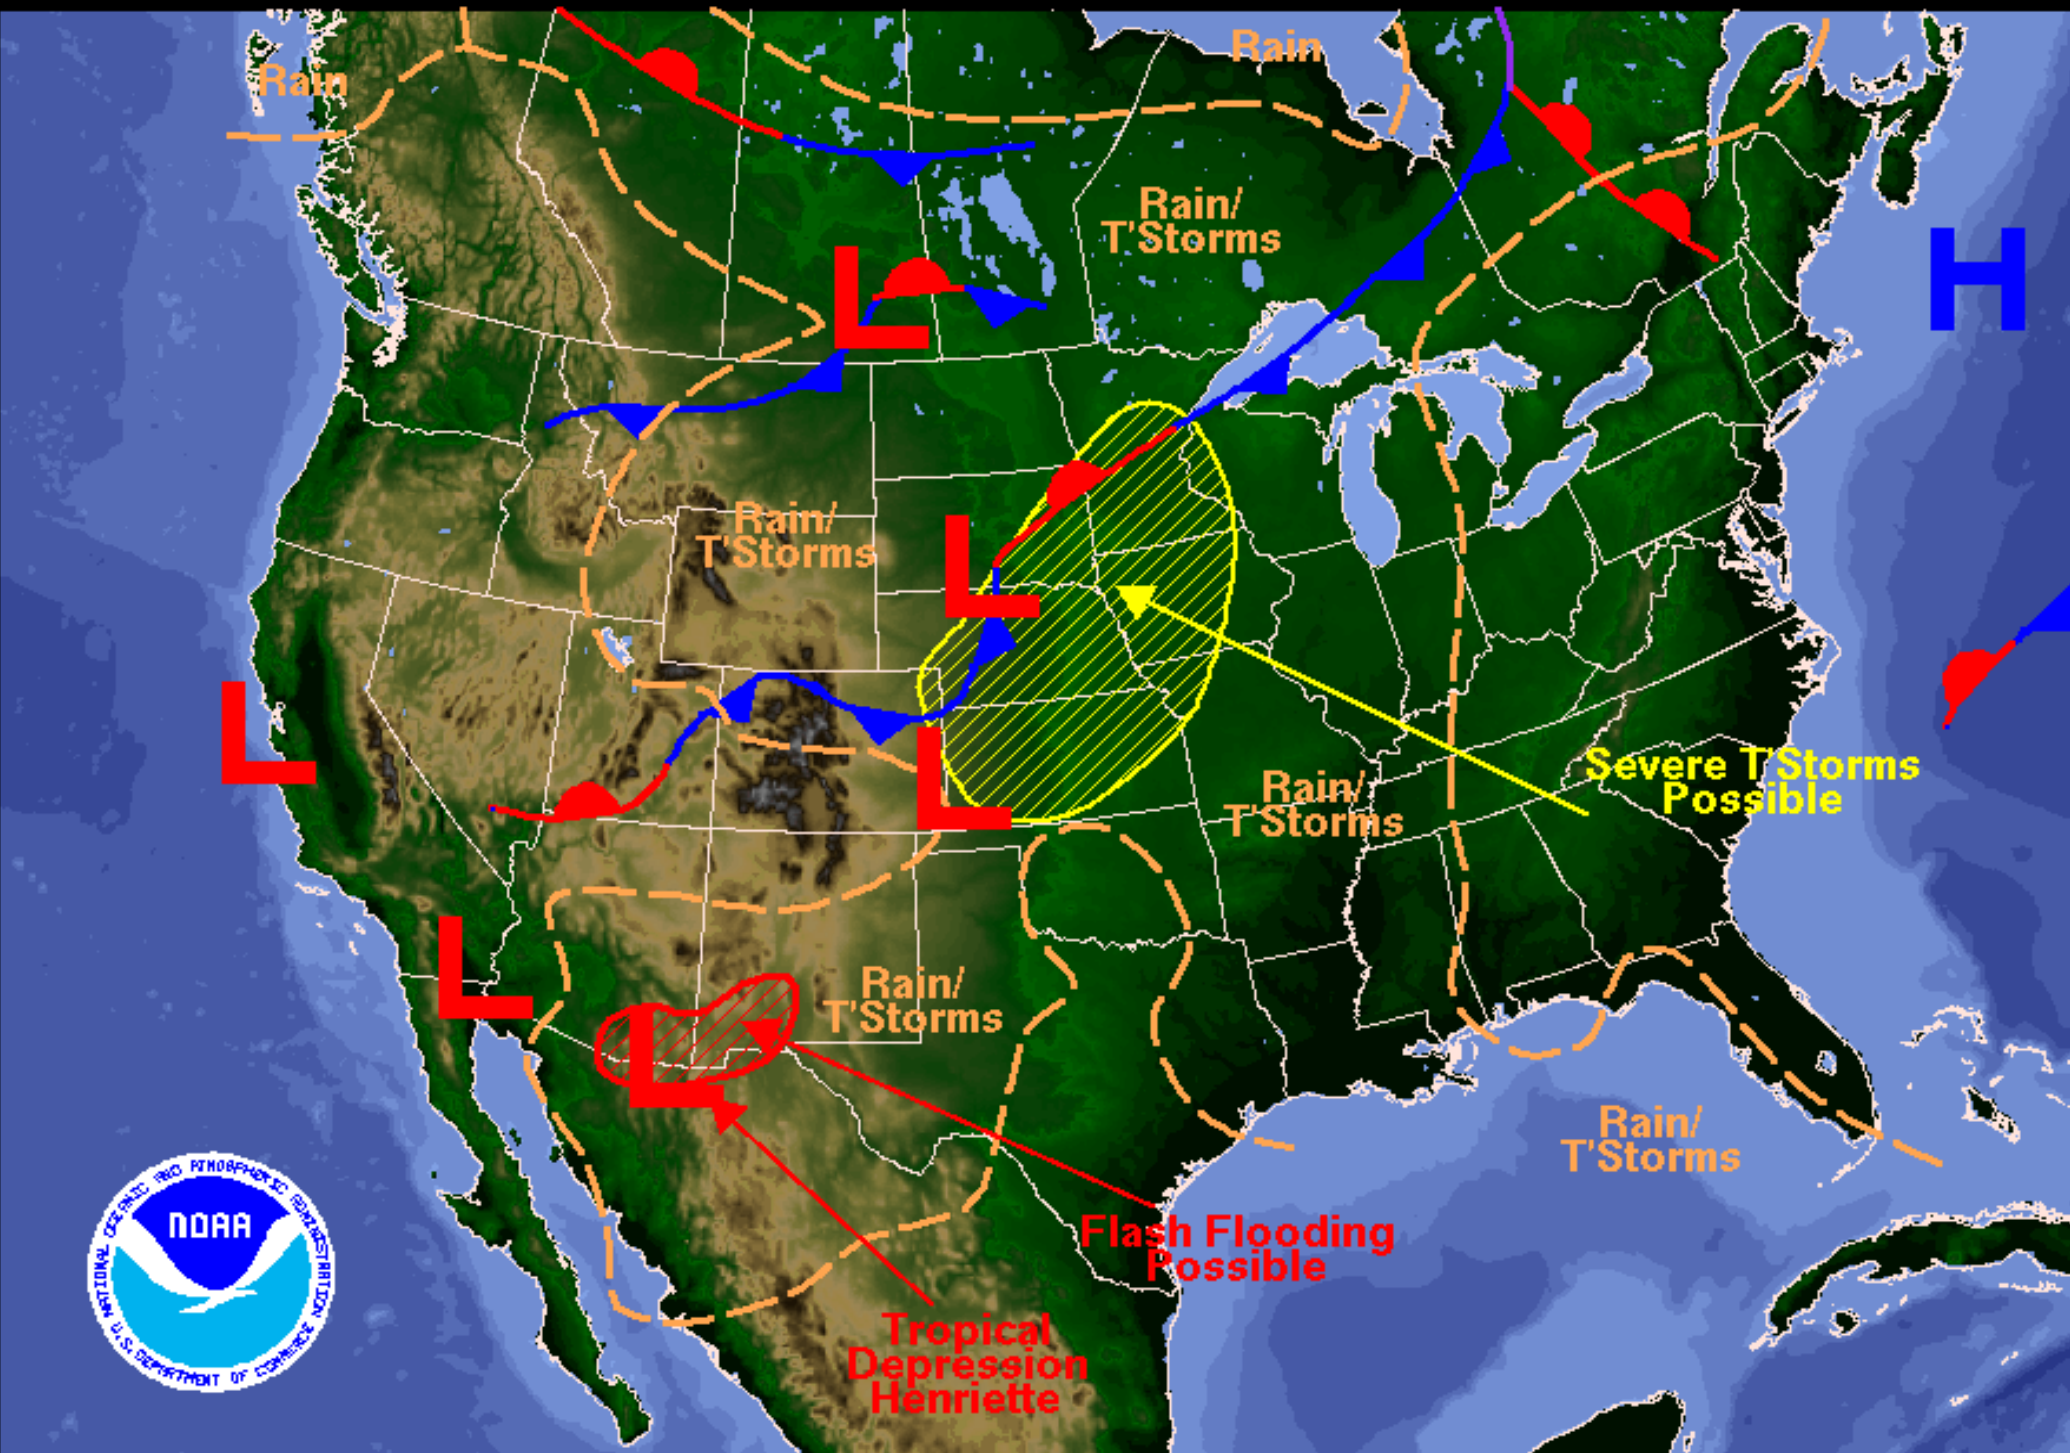 Rain
Rain
Rain/
T'Storms
H
L
Rain/
T'Storms
L
L
L
Severe T'Storms
Possible
Rain/
T'Storms
L
Rain/
T'Storms
L
Rain/
T'Storms
NATIONAL OCEANIC AND ATMOSPHERIC ADMINISTRATION
NOAA
U.S. DEPARTMENT OF COMMERCE
Flash Flooding
Possible
Tropical
Depression
Henriette